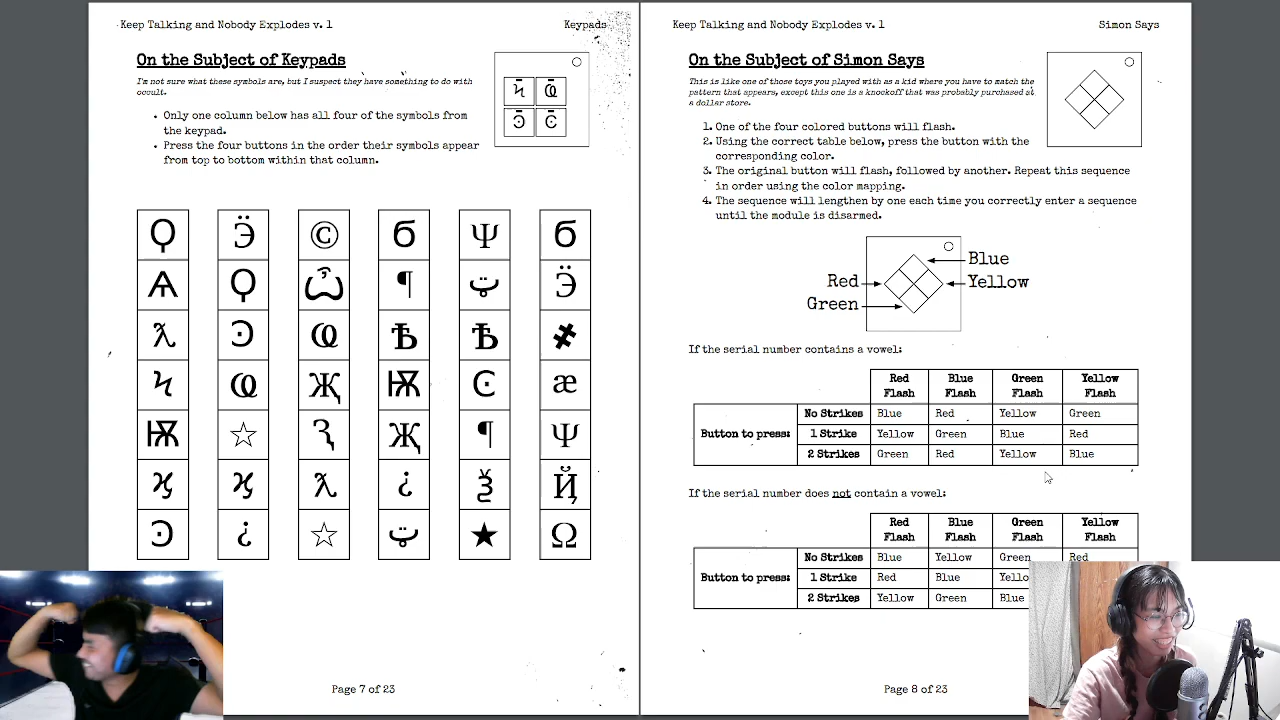 Keep Talking and Nobody Explodes v. 1
Keypads
On the Subject of Keypads
I'm not sure what these symbols are, but I suspect they have something to do with
occult.
• Only one column below has all four of the symbols from
the keypad.
• Press the four buttons in the order their symbols appear
from top to bottom within that column.
Ϙ Ӭ © б Ψ б
Ѧ Ϙ Ѽ ¶ ټ Ӭ
ƛ Ͽ Ҩ Ѣ Ѣ ҂
Ϟ Ҩ Җ Ѭ Ͼ æ
Ѭ ☆ Ԇ Җ ¶ Ψ
ϗ ϗ ƛ ¿ Ѯ Ҋ
Ͽ ¿ ☆ ټ ★ Ω
Page 7 of 23
Keep Talking and Nobody Explodes v. 1
Simon Says
On the Subject of Simon Says
This is like one of those toys you played with as a kid where you have to match the
pattern that appears, except this one is a knockoff that was probably purchased at
a dollar store.
1. One of the four colored buttons will flash.
2. Using the correct table below, press the button with the
corresponding color.
3. The original button will flash, followed by another. Repeat this sequence
in order using the color mapping.
4. The sequence will lengthen by one each time you correctly enter a sequence
until the module is disarmed.
Blue
Red
Yellow
Green
If the serial number contains a vowel:
Red Flash Blue Flash Green Flash Yellow Flash
Button to press:
No Strikes Blue Red Yellow Green
1 Strike Yellow Green Blue Red
2 Strikes Green Red Yellow Blue
If the serial number does not contain a vowel:
Red Flash Blue Flash Green Flash Yellow Flash
Button to press:
No Strikes Blue Yellow Green Red
1 Strike Red Blue Yello
2 Strikes Yellow Green Blue
Page 8 of 23